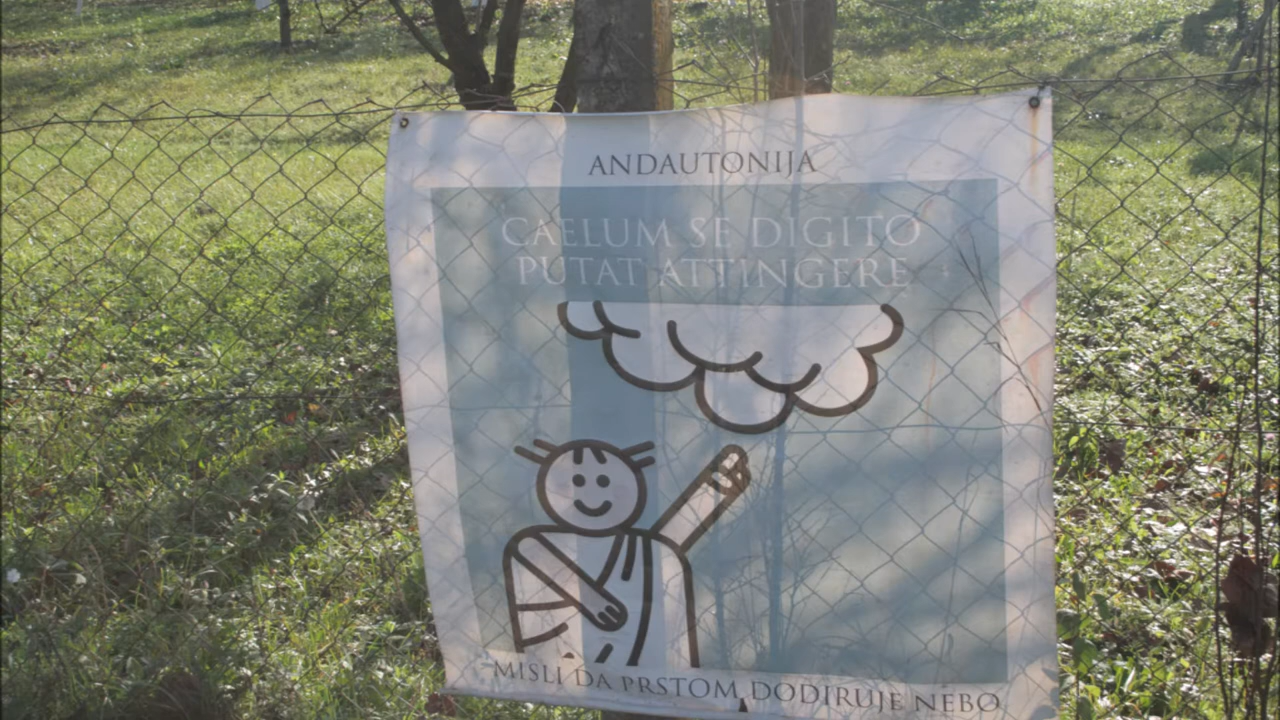 ANDAUTONIJA
CAELUM SE DIGITO
PUTAT ATTINGERE
MISLI DA PRSTOM DODIRUJE NEBO